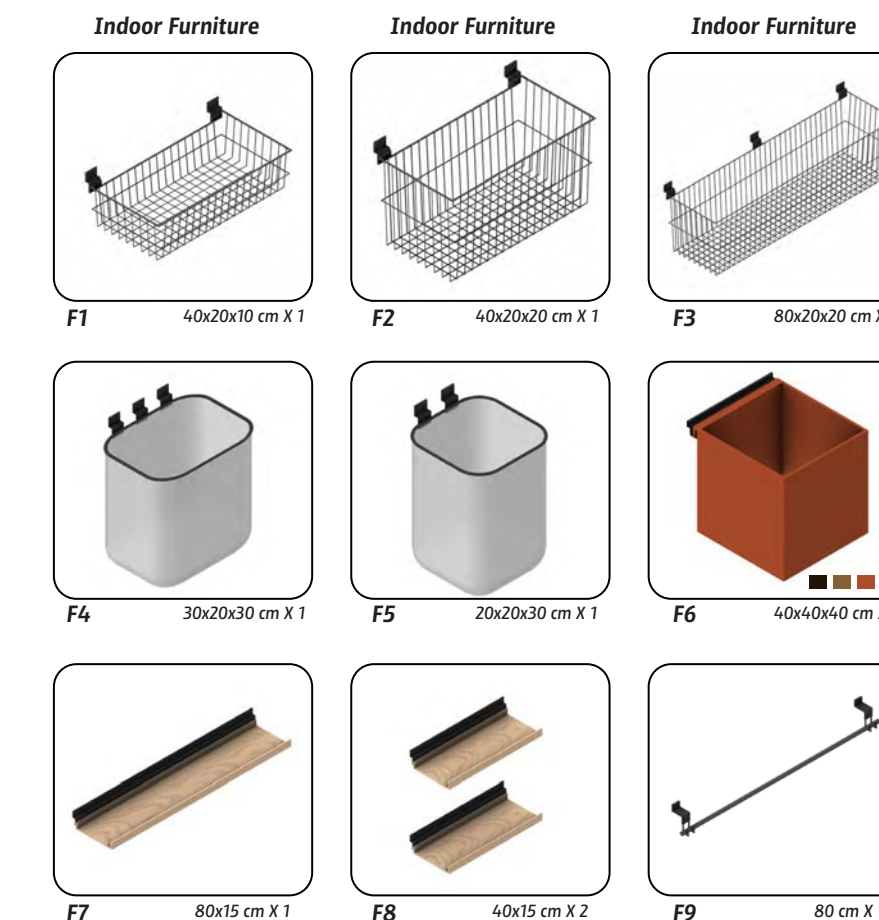 Indoor Furniture Indoor Furniture Indoor Furniture
F1 40x20x10 cm X 1 F2 40x20x20 cm X 1 F3 80x20x20 cm X
F4 30x20x30 cm X 1 F5 20x20x30 cm X 1 F6 40x40x40 cm
F7 80x15 cm X 1 F8 40x15 cm X 2 F9 80 cm X